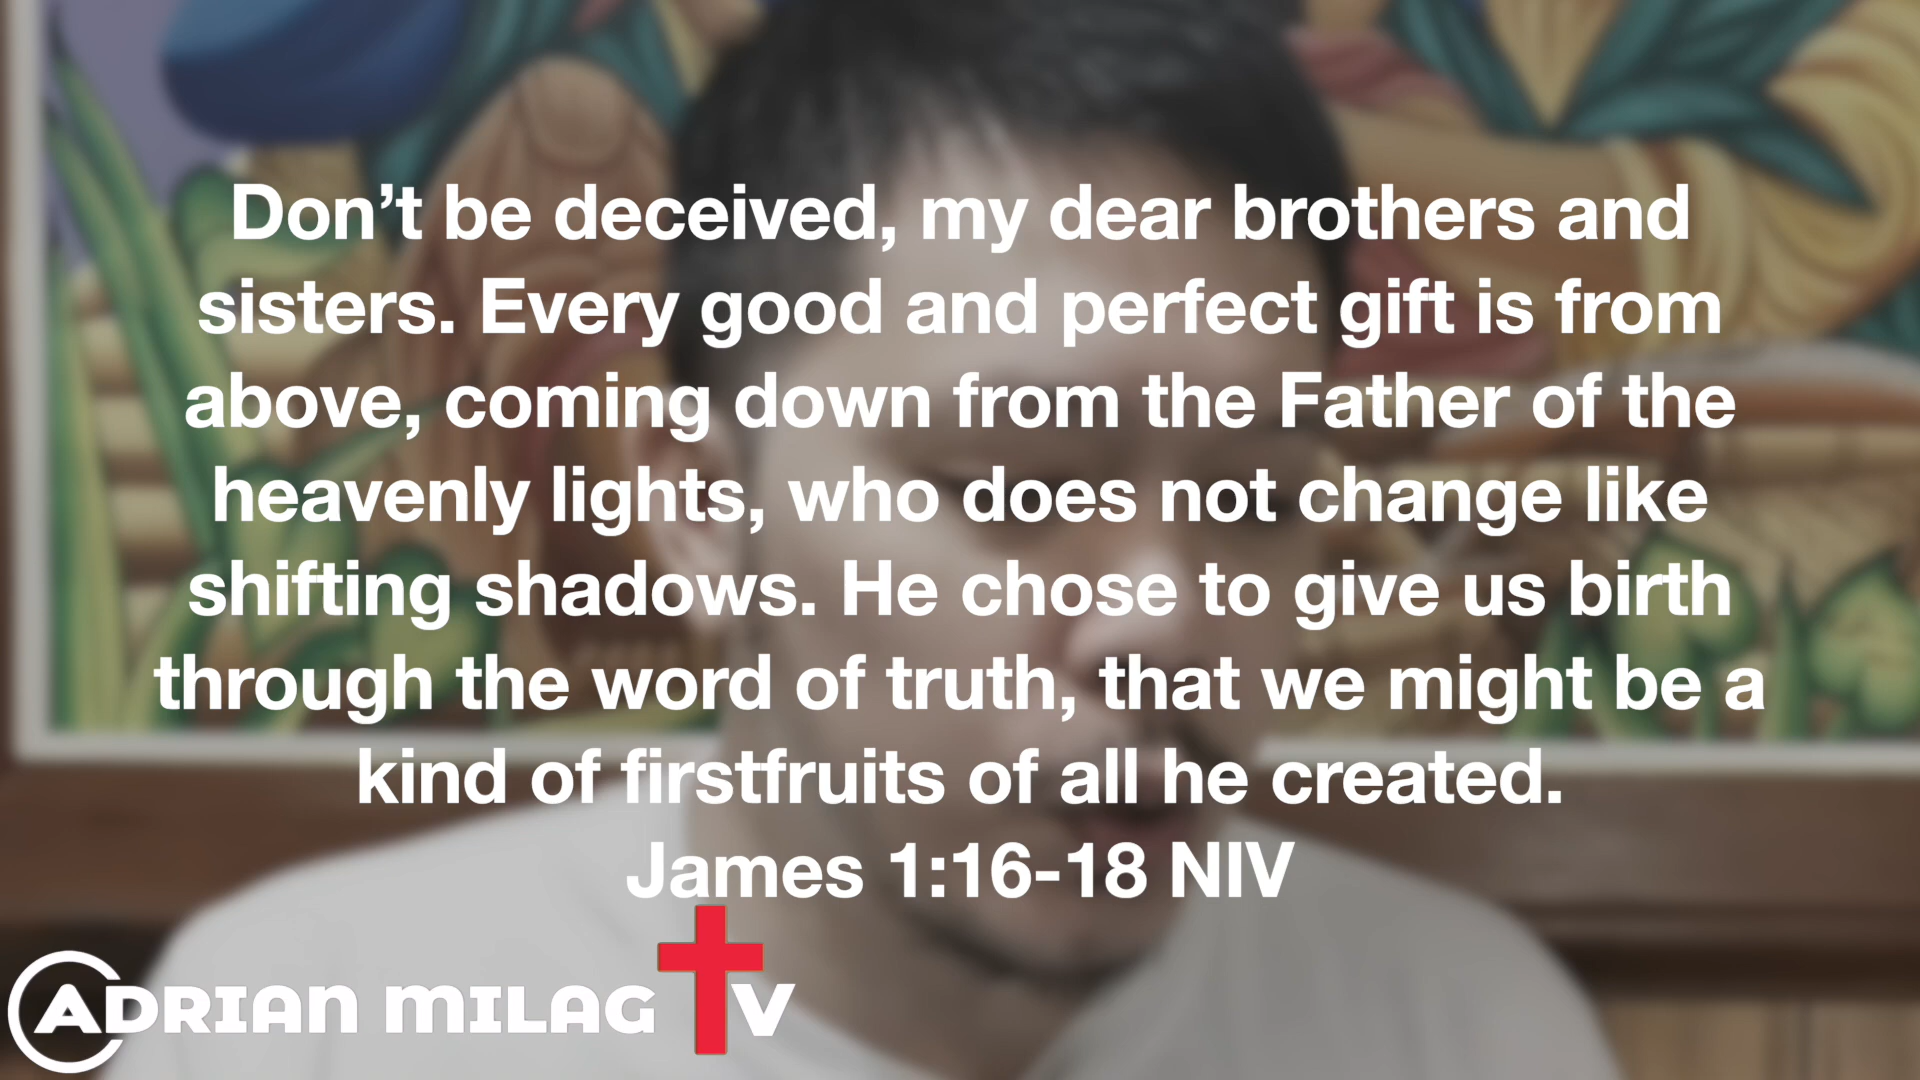 Don’t be deceived, my dear brothers and
sisters. Every good and perfect gift is from
above, coming down from the Father of the
heavenly lights, who does not change like
shifting shadows. He chose to give us birth
through the word of truth, that we might be a
kind of firstfruits of all he created.
James 1:16-18 NIV
ADRIAN MILAG TV